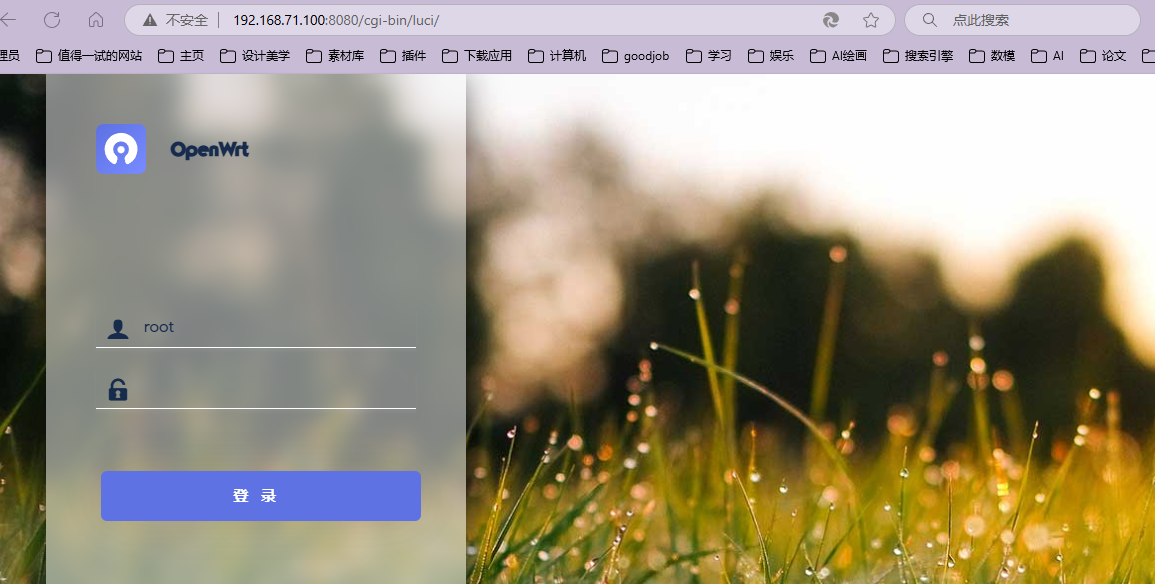 不安全 192.168.71.100:8080/cgi-bin/luci/ 点此搜索
理员 值得一试的网站 主页 设计美学 素材库 插件 下载应用 计算机 goodjob 学习 娱乐 AI绘画 搜索引擎 数模 AI 论文
OpenWrt
root
登 录